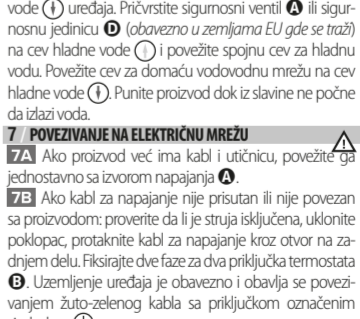 vode uređaja. Pričvrstite sigurnosni ventil A ili sigur-
nosnu jedinicu D (obavezno u zemljama EU gde se traži)
na cev hladne vode i povežite spojnu cev za hladnu
vodu. Povežite cev za domaću vodovodnu mrežu na cev
hladne vode. Punite proizvod dok iz slavine ne počne
da izlazi voda.
7 / POVEZIVANJE NA ELEKTRIČNU MREŽU
7A Ako proizvod već ima kabl i utičnicu, povežite ga
jednostavno sa izvorom napajanja A.
7B Ako kabl za napajanje nije prisutan ili nije povezan
sa proizvodom: proverite da li je struja isključena, uklonite
poklopac, protaknite kabl za napajanje kroz otvor na za-
dnjem delu. Fiksirajte dve faze za dva priključka termostata
B. Uzemljenje uređaja je obavezno i obavlja se povezi-
vanjem žuto-zelenog kabla sa priključkom označenim